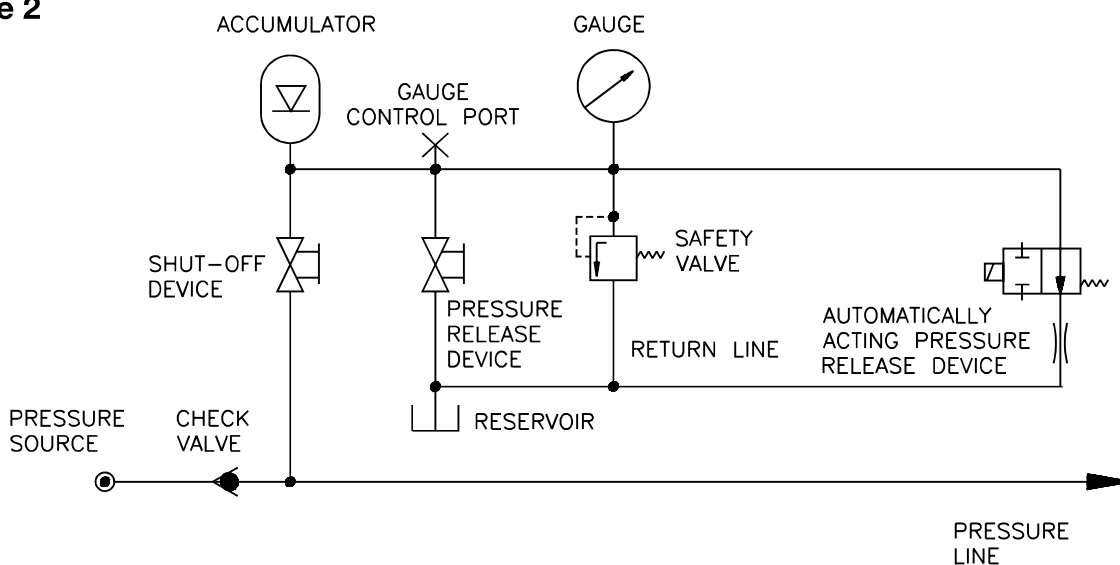 e 2
ACCUMULATOR
GAUGE
GAUGE
CONTROL PORT
SHUT-OFF
DEVICE
SAFETY
VALVE
PRESSURE
RELEASE
DEVICE
RETURN LINE
AUTOMATICALLY
ACTING PRESSURE
RELEASE DEVICE
PRESSURE
SOURCE
CHECK
VALVE
RESERVOIR
PRESSURE
LINE